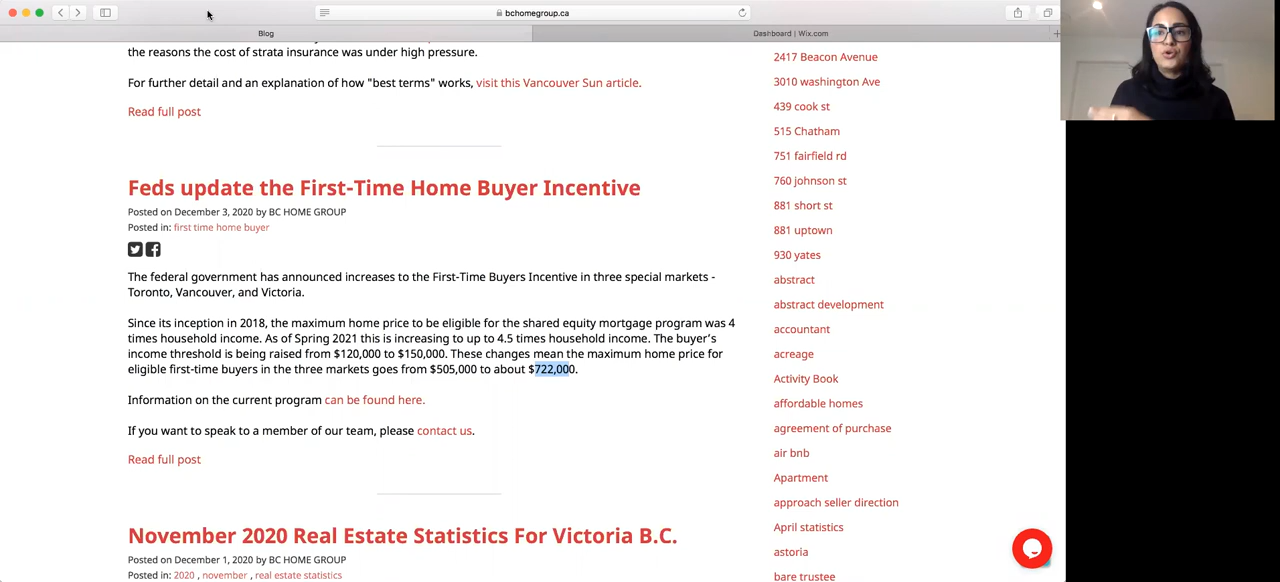 bchomegroup.ca
Blog
Dashboard | Wix.com
the reasons the cost of strata insurance was under high pressure.
For further detail and an explanation of how "best terms" works, visit this Vancouver Sun article.
Read full post
Feds update the First-Time Home Buyer Incentive
Posted on December 3, 2020 by BC HOME GROUP
Posted in: first time home buyer
The federal government has announced increases to the First-Time Buyers Incentive in three special markets -
Toronto, Vancouver, and Victoria.
Since its inception in 2018, the maximum home price to be eligible for the shared equity mortgage program was 4
times household income. As of Spring 2021 this is increasing to up to 4.5 times household income. The buyer's
income threshold is being raised from $120,000 to $150,000. These changes mean the maximum home price for
eligible first-time buyers in the three markets goes from $505,000 to about $722,000.
Information on the current program can be found here.
If you want to speak to a member of our team, please contact us.
Read full post
November 2020 Real Estate Statistics For Victoria B.C.
Posted on December 1, 2020 by BC HOME GROUP
Posted in: 2020 , november , real estate statistics
2417 Beacon Avenue
3010 washington Ave
439 cook st
515 Chatham
751 fairfield rd
760 johnson st
881 short st
881 uptown
930 yates
abstract
abstract development
accountant
acreage
Activity Book
affordable homes
agreement of purchase
air bnb
Apartment
approach seller direction
April statistics
astoria
bare trustee